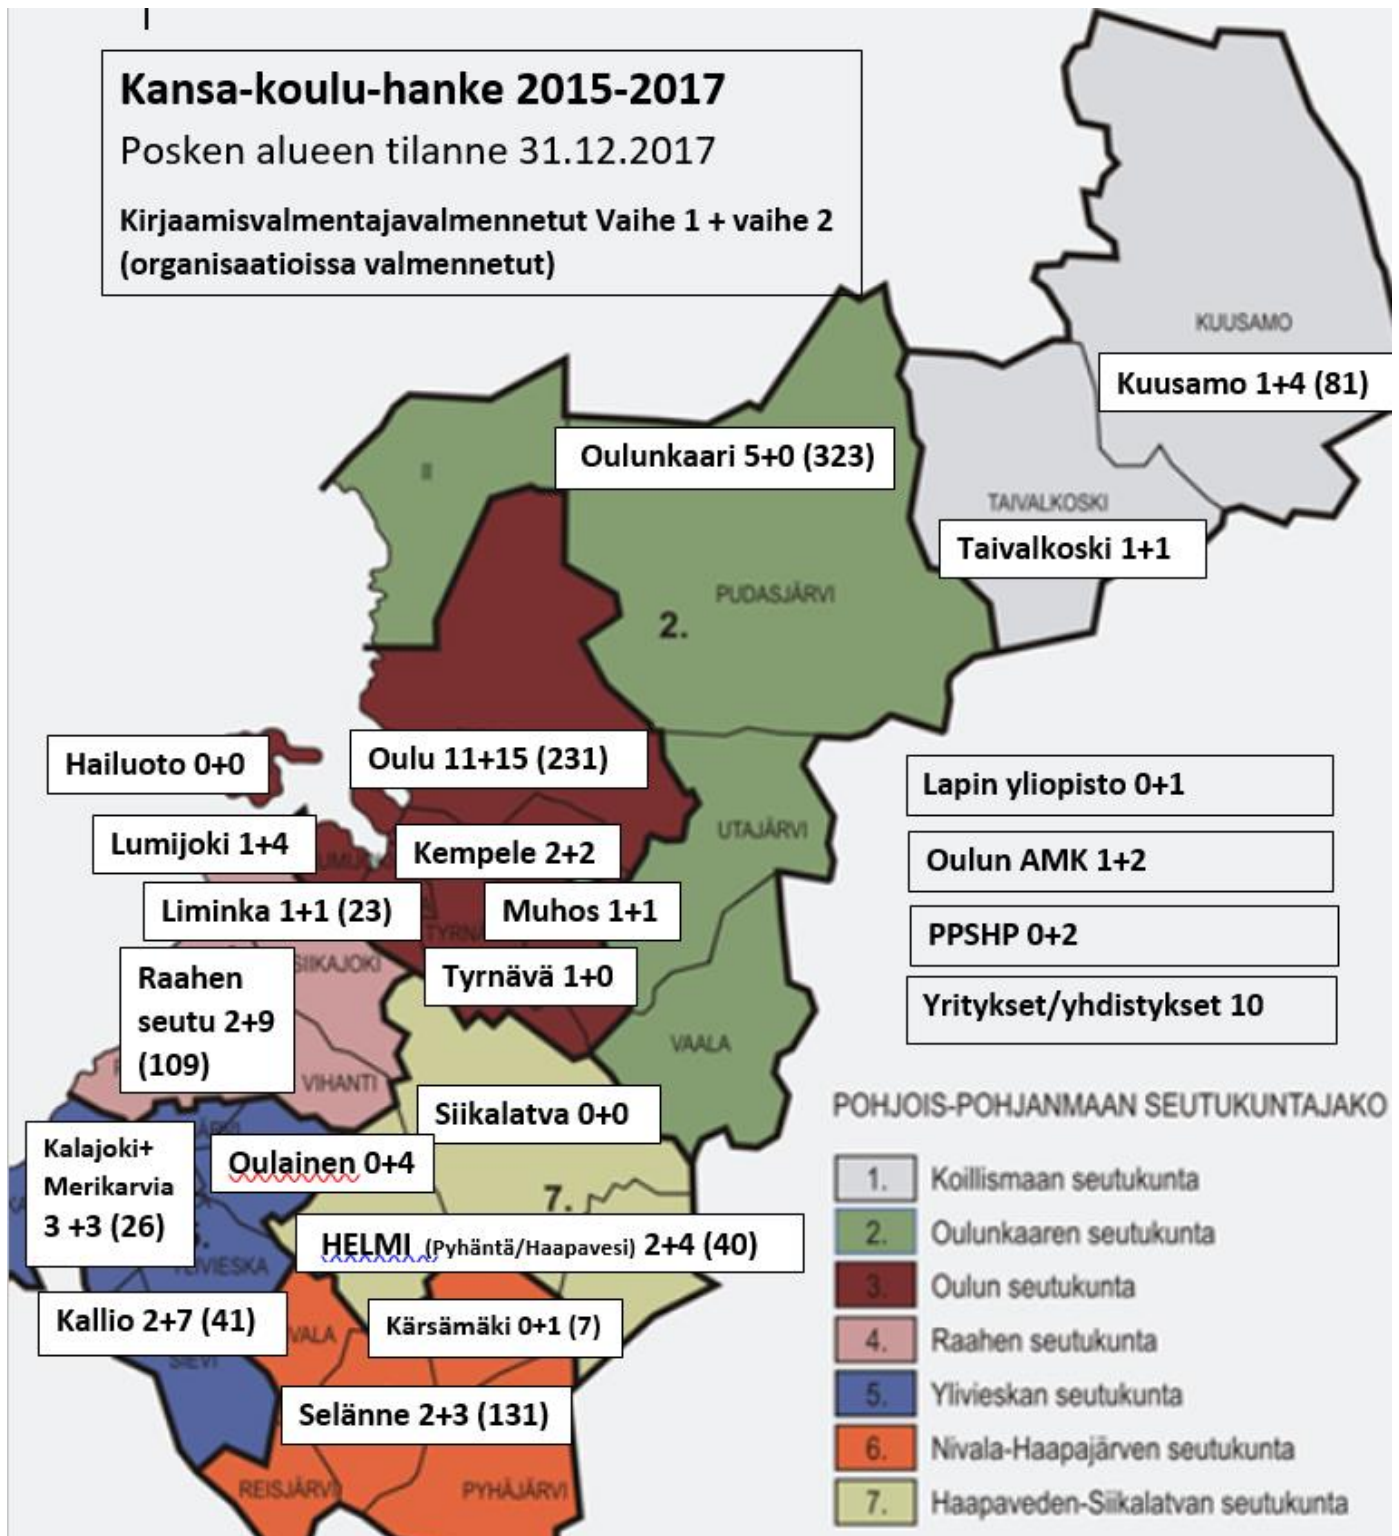 Kansa-koulu-hanke 2015-2017
Posken alueen tilanne 31.12.2017
Kirjaamisvalmentajavalmennetut Vaihe 1 + vaihe 2
(organisaatioissa valmennetut)
KUUSAMO
Kuusamo 1+4 (81)
Oulunkaari 5+0 (323)
II
TAIVALKOSKI
Taivalkoski 1+1
PUDASJÄRVI
2.
Hailuoto 0+0
Oulu 11+15 (231)
Lapin yliopisto 0+1
UTAJÄRVI
Lumijoki 1+4
Kempele 2+2
Oulun AMK 1+2
Liminka 1+1 (23)
Muhos 1+1
PPSHP 0+2
SIIKAJOKI
Tyrnävä 1+0
Raahen
seutu 2+9
(109)
Yritykset/yhdistykset 10
VAALA
VIHANTI
Siikalatva 0+0
POHJOIS-POHJANMAAN SEUTUKUNTAJAKO
Kalajoki+
Merikarvia
3 +3 (26)
Oulainen 0+4
7.
HELMI (Pyhäntä/Haapavesi) 2+4 (40)
YLIVIESKA
Kallio 2+7 (41)
Kärsämäki 0+1 (7)
SIEVI
Selänne 2+3 (131)
REISJÄRVI
PYHÄJÄRVI
1. Koillismaan seutukunta
2. Oulunkaaren seutukunta
3. Oulun seutukunta
4. Raahen seutukunta
5. Ylivieskan seutukunta
6. Nivala-Haapajärven seutukunta
7. Haapaveden-Siikalatvan seutukunta